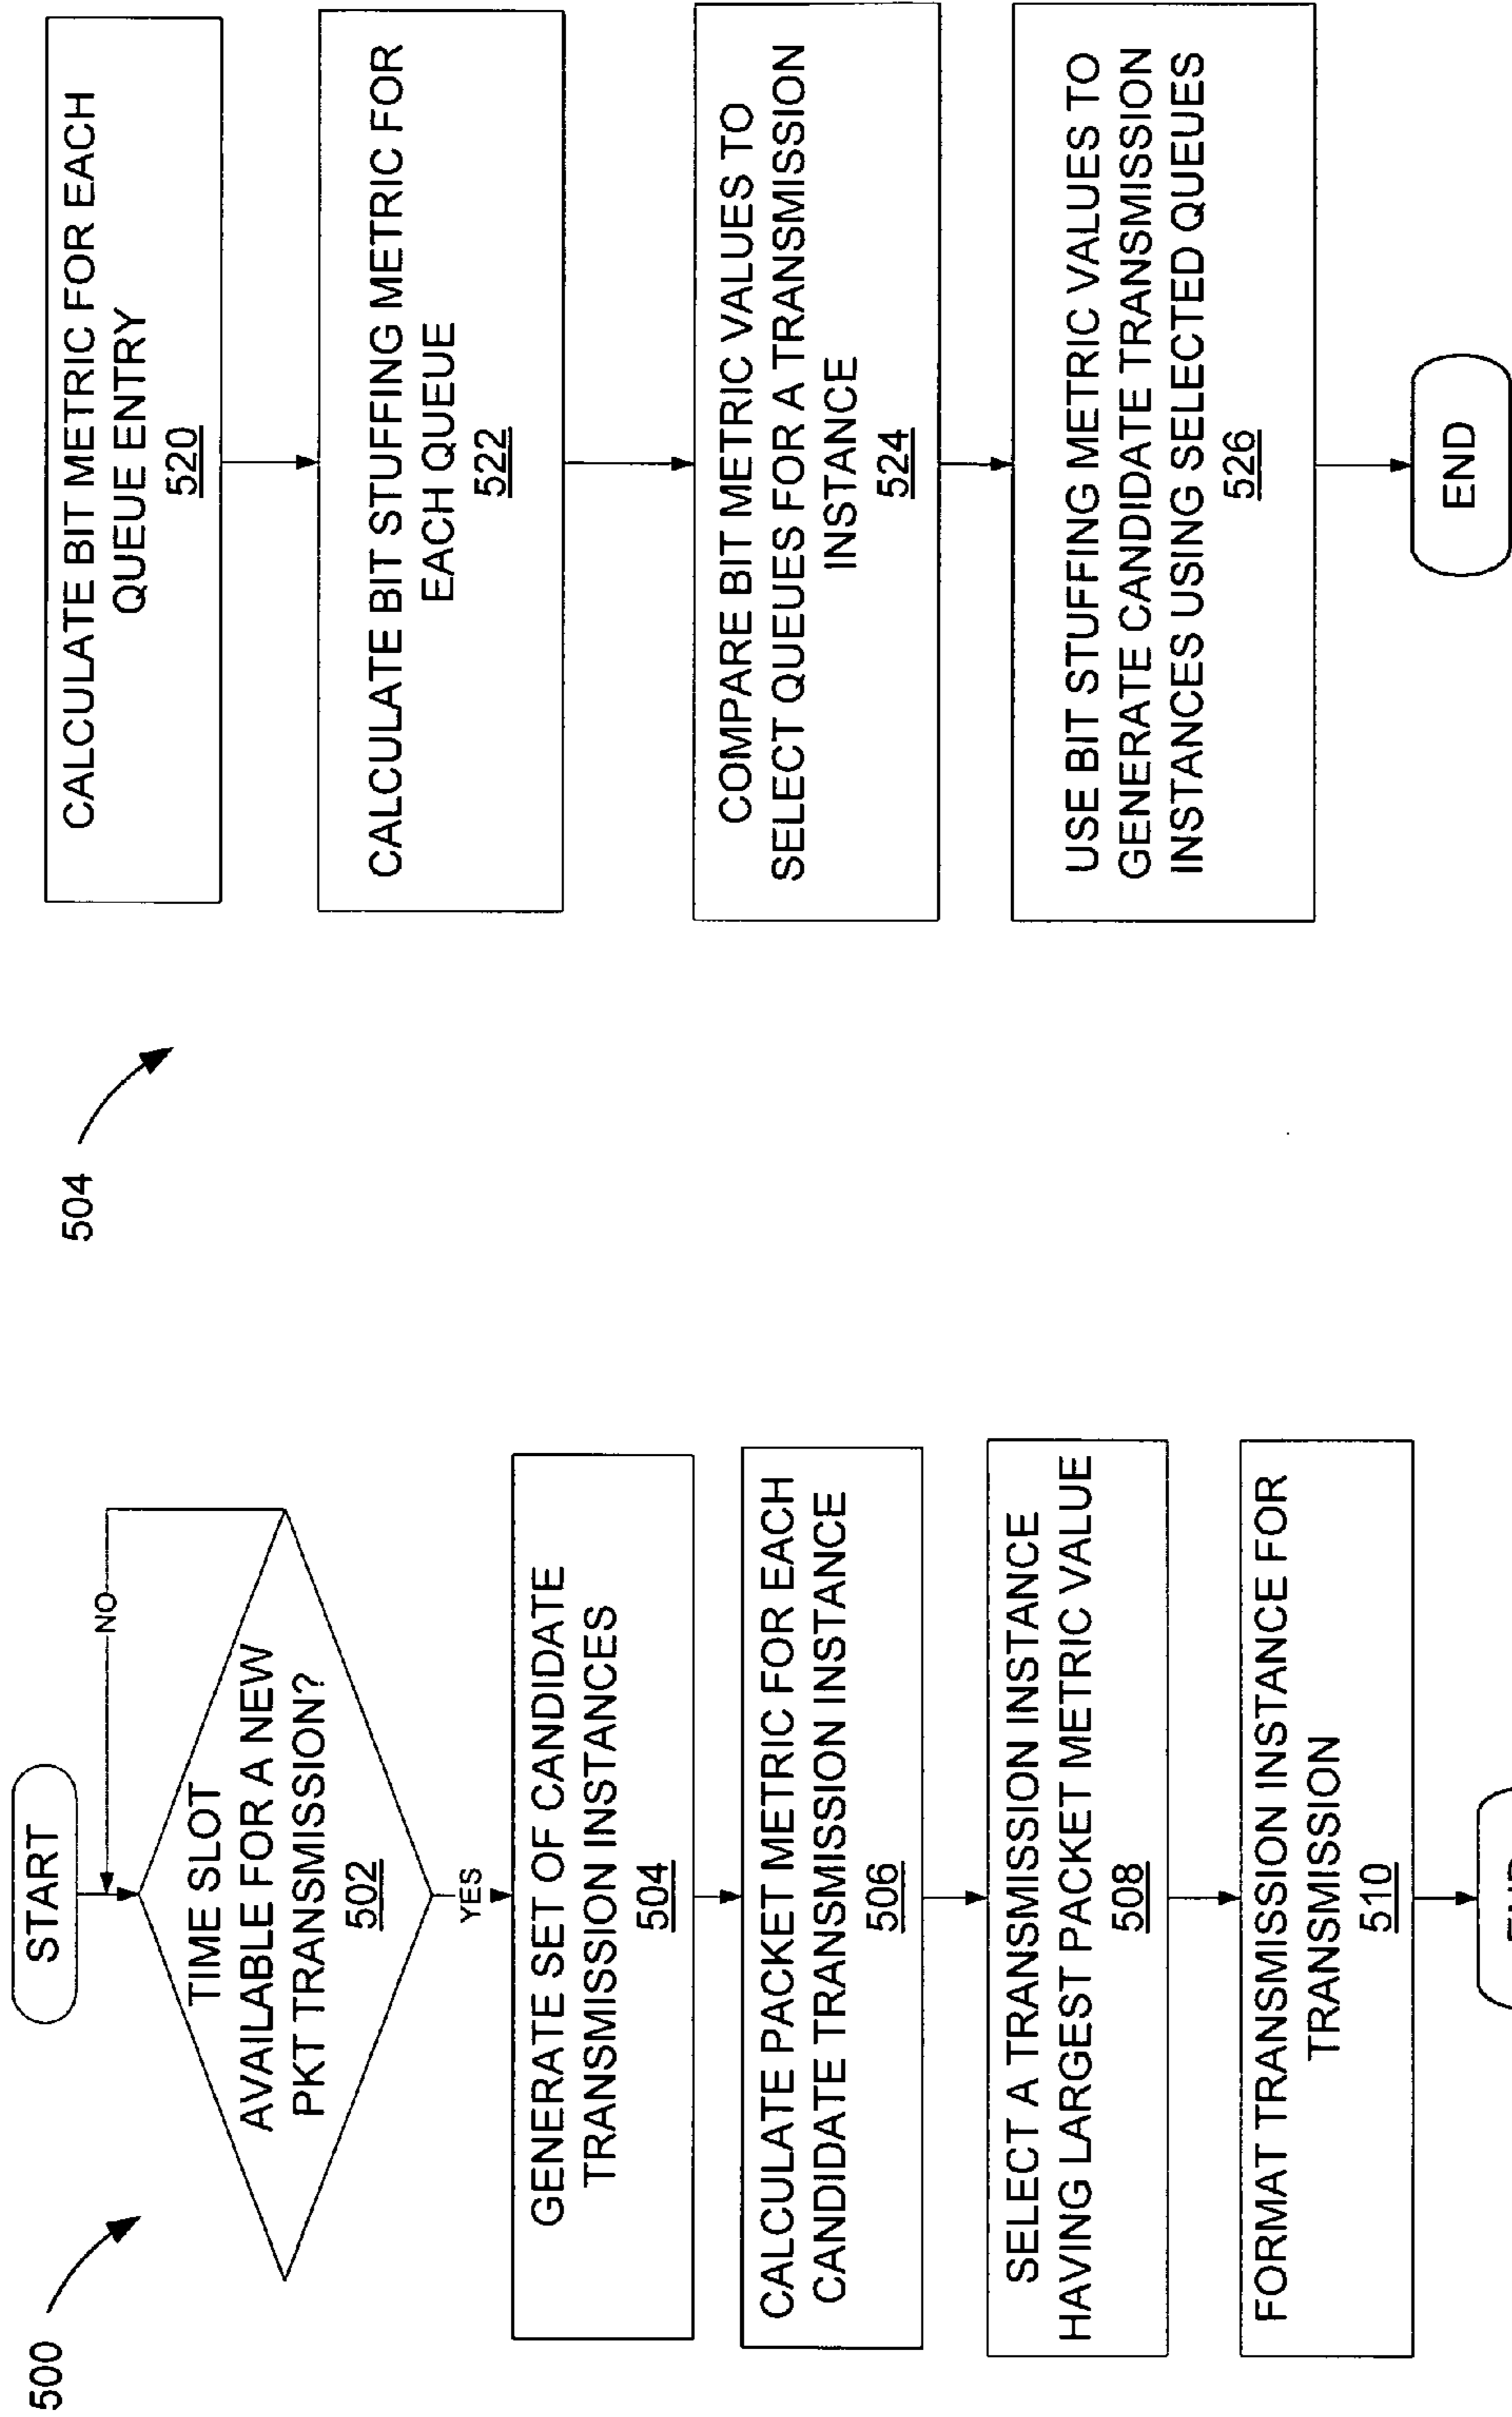 500
START
TIME SLOT
AVAILABLE FOR A NEW
PKT TRANSMISSION?
502
NO
YES
GENERATE SET OF CANDIDATE
TRANSMISSION INSTANCES
504
CALCULATE PACKET METRIC FOR EACH
CANDIDATE TRANSMISSION INSTANCE
506
SELECT A TRANSMISSION INSTANCE
HAVING LARGEST PACKET METRIC VALUE
508
FORMAT TRANSMISSION INSTANCE FOR
TRANSMISSION
510
504
CALCULATE BIT METRIC FOR EACH
QUEUE ENTRY
520
CALCULATE BIT STUFFING METRIC FOR
EACH QUEUE
522
COMPARE BIT METRIC VALUES TO
SELECT QUEUES FOR A TRANSMISSION
INSTANCE
524
USE BIT STUFFING METRIC VALUES TO
GENERATE CANDIDATE TRANSMISSION
INSTANCES USING SELECTED QUEUES
526
END